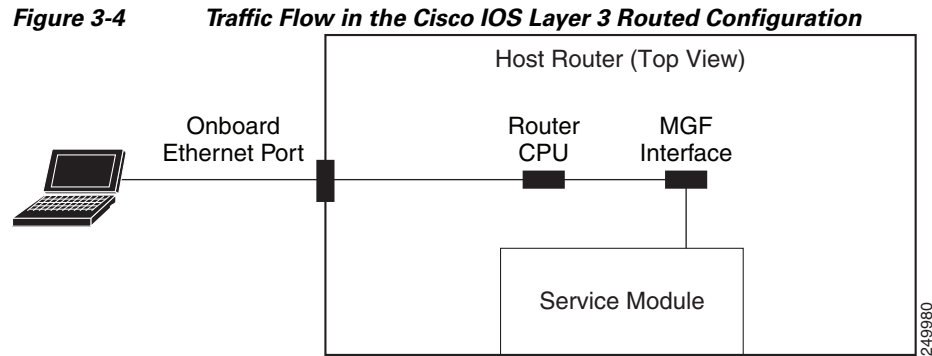 Figure 3-4 Traffic Flow in the Cisco IOS Layer 3 Routed Configuration
Host Router (Top View)
Onboard
Ethernet Port
Router
CPU
MGF
Interface
Service Module
249980